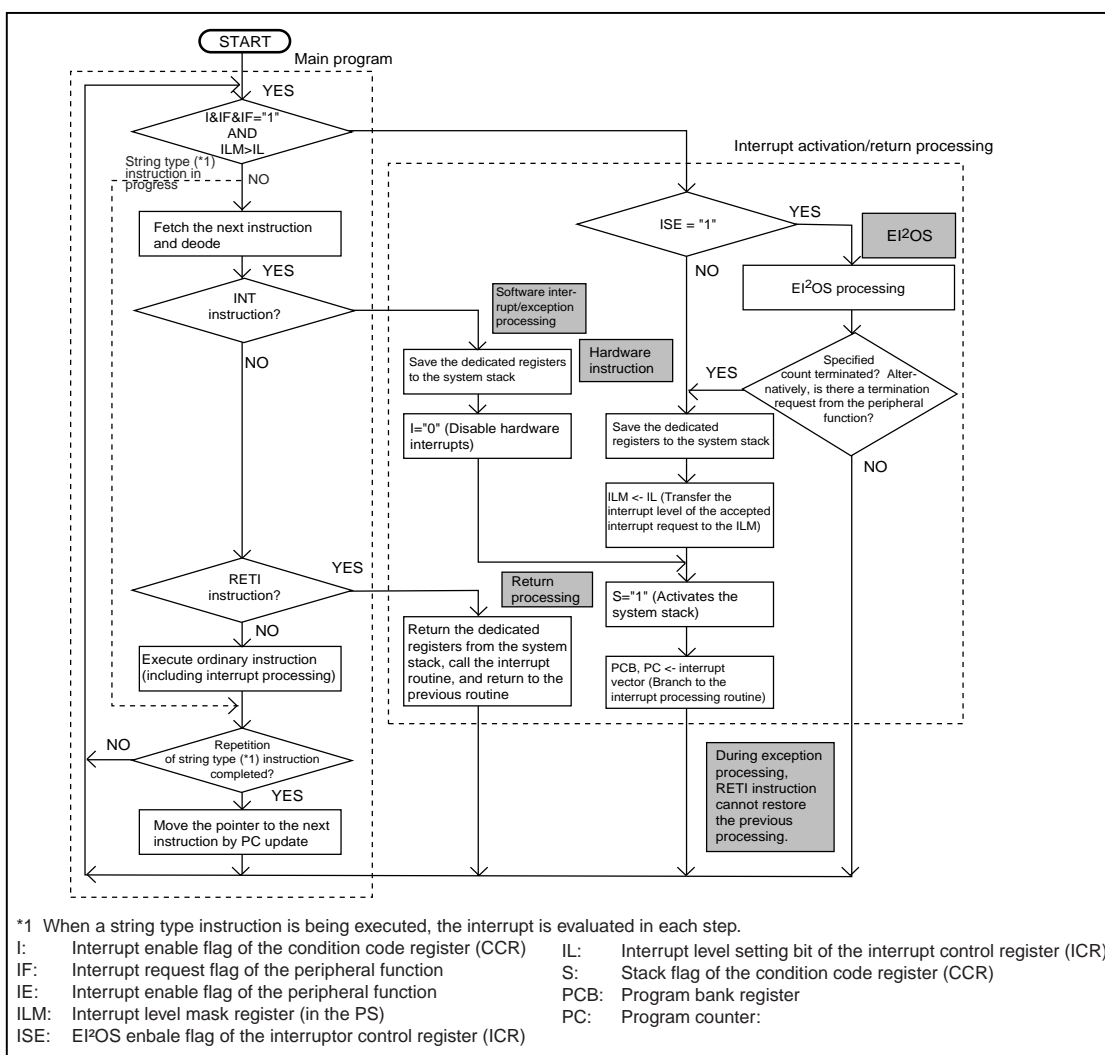 START
Main program
YES
I&IF&IF="1"
AND
ILM>IL
String type (*1)
instruction in
progress
NO
Fetch the next instruction
and deode
YES
INT
instruction?
NO
RETI
instruction?
YES
NO
Execute ordinary instruction
(including interrupt processing)
NO
Repetition
of string type (*1) instruction
completed?
YES
Move the pointer to the next
instruction by PC update
Interrupt activation/return processing
ISE = "1"
YES
NO
EI²OS
EI²OS processing
Software inter-
rupt/exception
processing
Save the dedicated registers
to the system stack
I="0" (Disable hardware
interrupts)
Hardware
instruction
YES
Specified
count terminated? Alter-
natively, is there a termination
request from the peripheral
function?
NO
Save the dedicated
registers to the system stack
ILM <- IL (Transfer the
interrupt level of the accepted
interrupt request to the ILM)
Return
processing
S="1" (Activates the
system stack)
Return the dedicated
registers from the system
stack, call the interrupt
routine, and return to the
previous routine
PCB, PC <- interrupt
vector (Branch to the
interrupt processing routine)
During exception
processing,
RETI instruction
cannot restore
the previous
processing.
*1 When a string type instruction is being executed, the interrupt is evaluated in each step.
I: Interrupt enable flag of the condition code register (CCR)
IF: Interrupt request flag of the peripheral function
IE: Interrupt enable flag of the peripheral function
ILM: Interrupt level mask register (in the PS)
ISE: EI²OS enbale flag of the interruptor control register (ICR)
IL: Interrupt level setting bit of the interrupt control register (ICR)
S: Stack flag of the condition code register (CCR)
PCB: Program bank register
PC: Program counter: